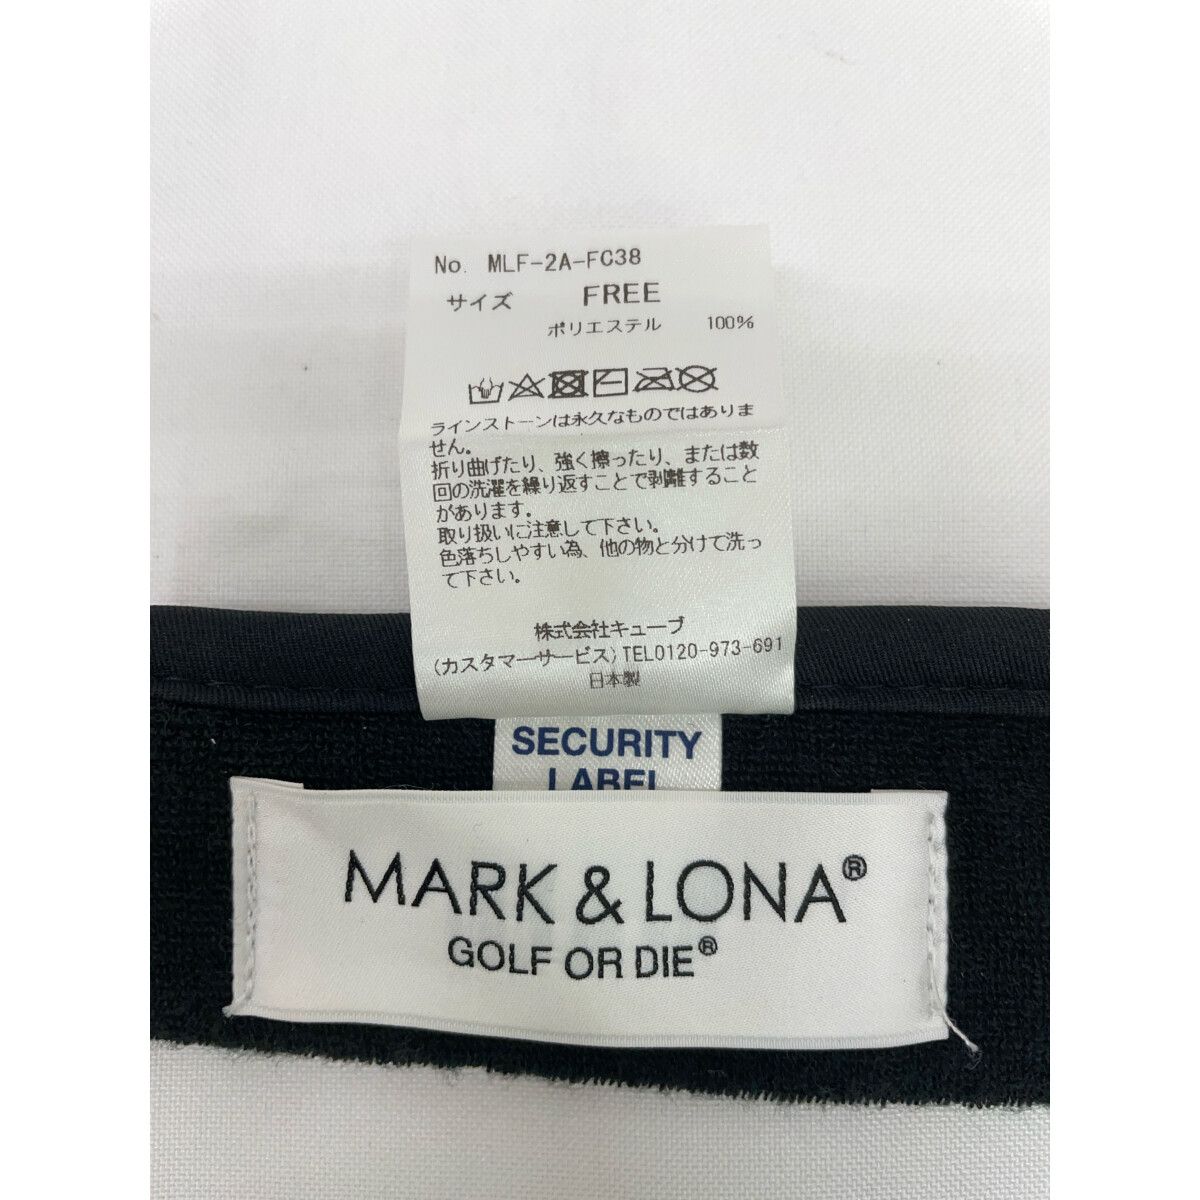 No. MLF-2A-FC38
サイズ FREE
ポリエステル 100%
ラインストーンは永久なものではありま
せん。
折り曲げたり、強く擦ったり、または数
回の洗濯を繰り返すことで剥離すること
があります。
取り扱いに注意して下さい。
色落ちしやすい為、他の物と分けて洗っ
て下さい。
株式会社キューブ
(カスタマーサービス)TEL0120-973-691
日本製
SECURITY
LABEL
MARK & LONA®
GOLF OR DIE®